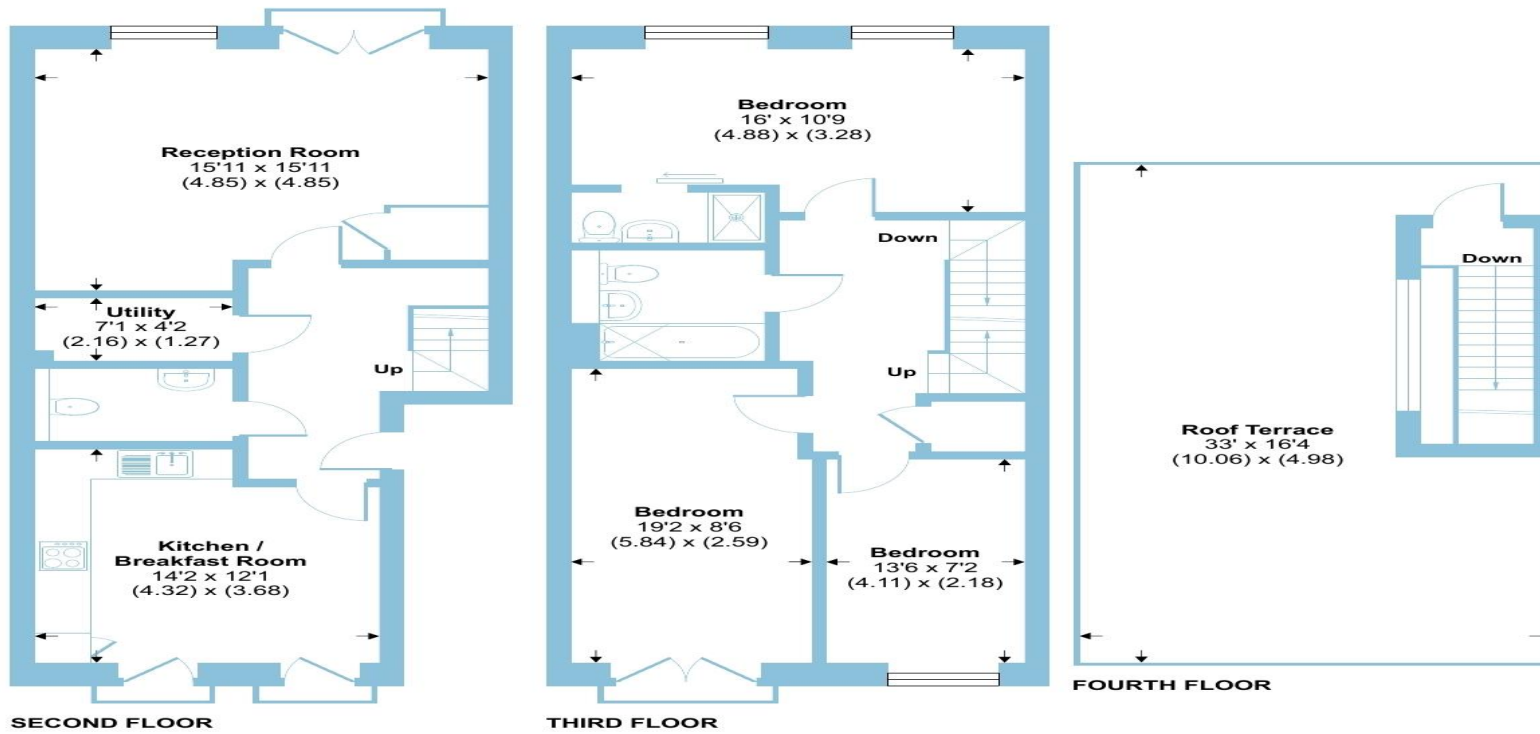 Reception Room
15'11 x 15'11
(4.85) x (4.85)
Utility
7'1 x 4'2
(2.16) x (1.27)
Up
Kitchen /
Breakfast Room
14'2 x 12'1
(4.32) x (3.68)
SECOND FLOOR
Bedroom
16' x 10'9
(4.88) x (3.28)
Down
Up
Bedroom
19'2 x 8'6
(5.84) x (2.59)
Bedroom
13'6 x 7'2
(4.11) x (2.18)
THIRD FLOOR
Down
Roof Terrace
33' x 16'4
(10.06) x (4.98)
FOURTH FLOOR